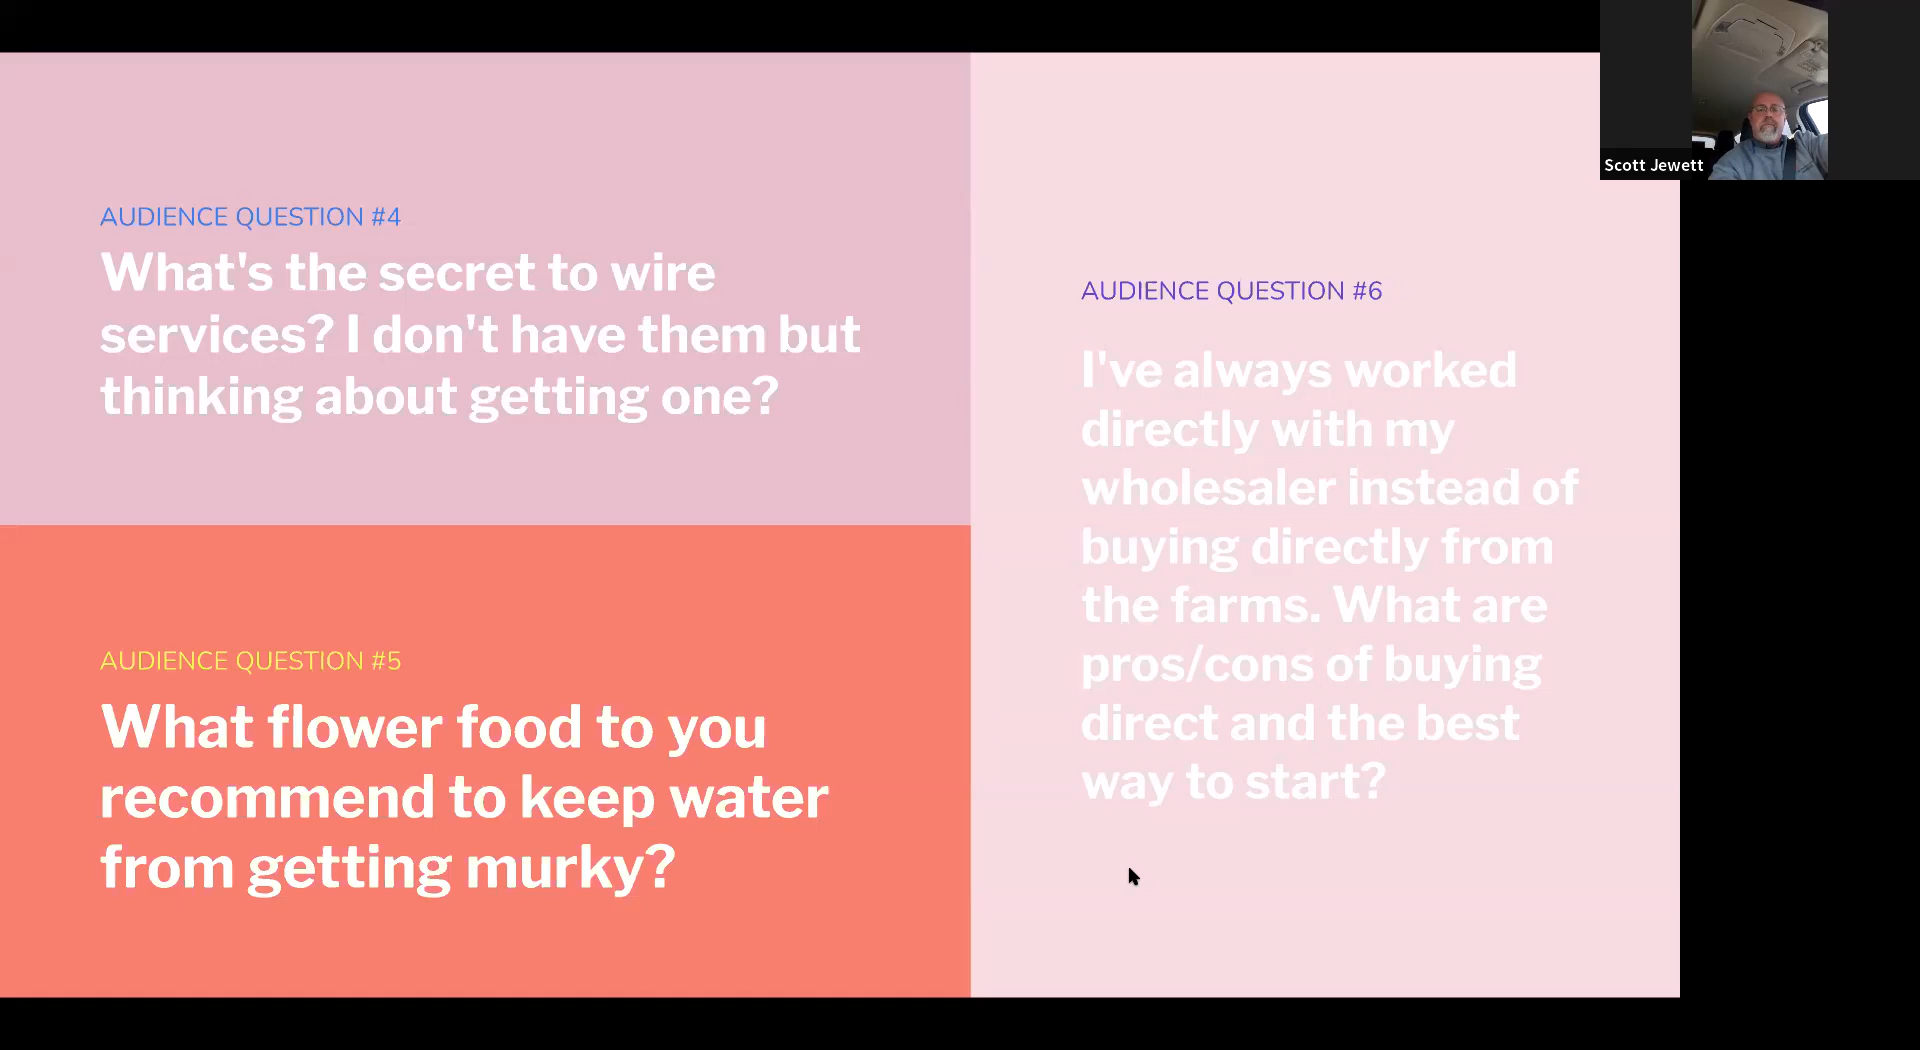 AUDIENCE QUESTION #4
What's the secret to wire
services? I don't have them but
thinking about getting one?
AUDIENCE QUESTION #5
What flower food to you
recommend to keep water
from getting murky?
AUDIENCE QUESTION #6
I've always worked
directly with my
wholesaler instead of
buying directly from
the farms. What are
pros/cons of buying
direct and the best
way to start?
Scott Jewett